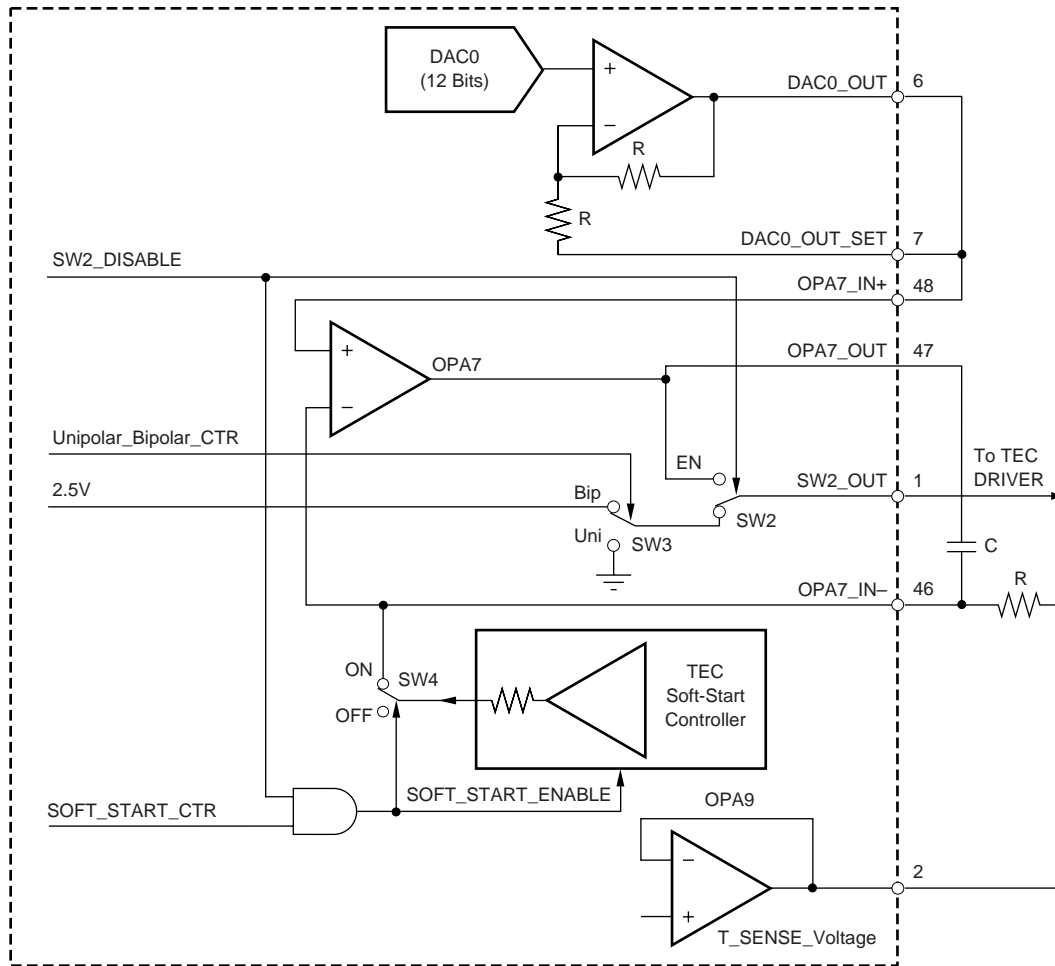 DAC0
(12 Bits)
+
−
R
R
DAC0_OUT
6
DAC0_OUT_SET
7
SW2_DISABLE
OPA7_IN+
48
+
−
OPA7
OPA7_OUT
47
Unipolar_Bipolar_CTR
EN
To TEC
DRIVER
2.5V
Bip
SW2_OUT
1
SW2
Uni
SW3
C
OPA7_IN–
46
R
ON
SW4
OFF
TEC
Soft-Start
Controller
SOFT_START_ENABLE
SOFT_START_CTR
OPA9
−
+
2
T_SENSE_Voltage